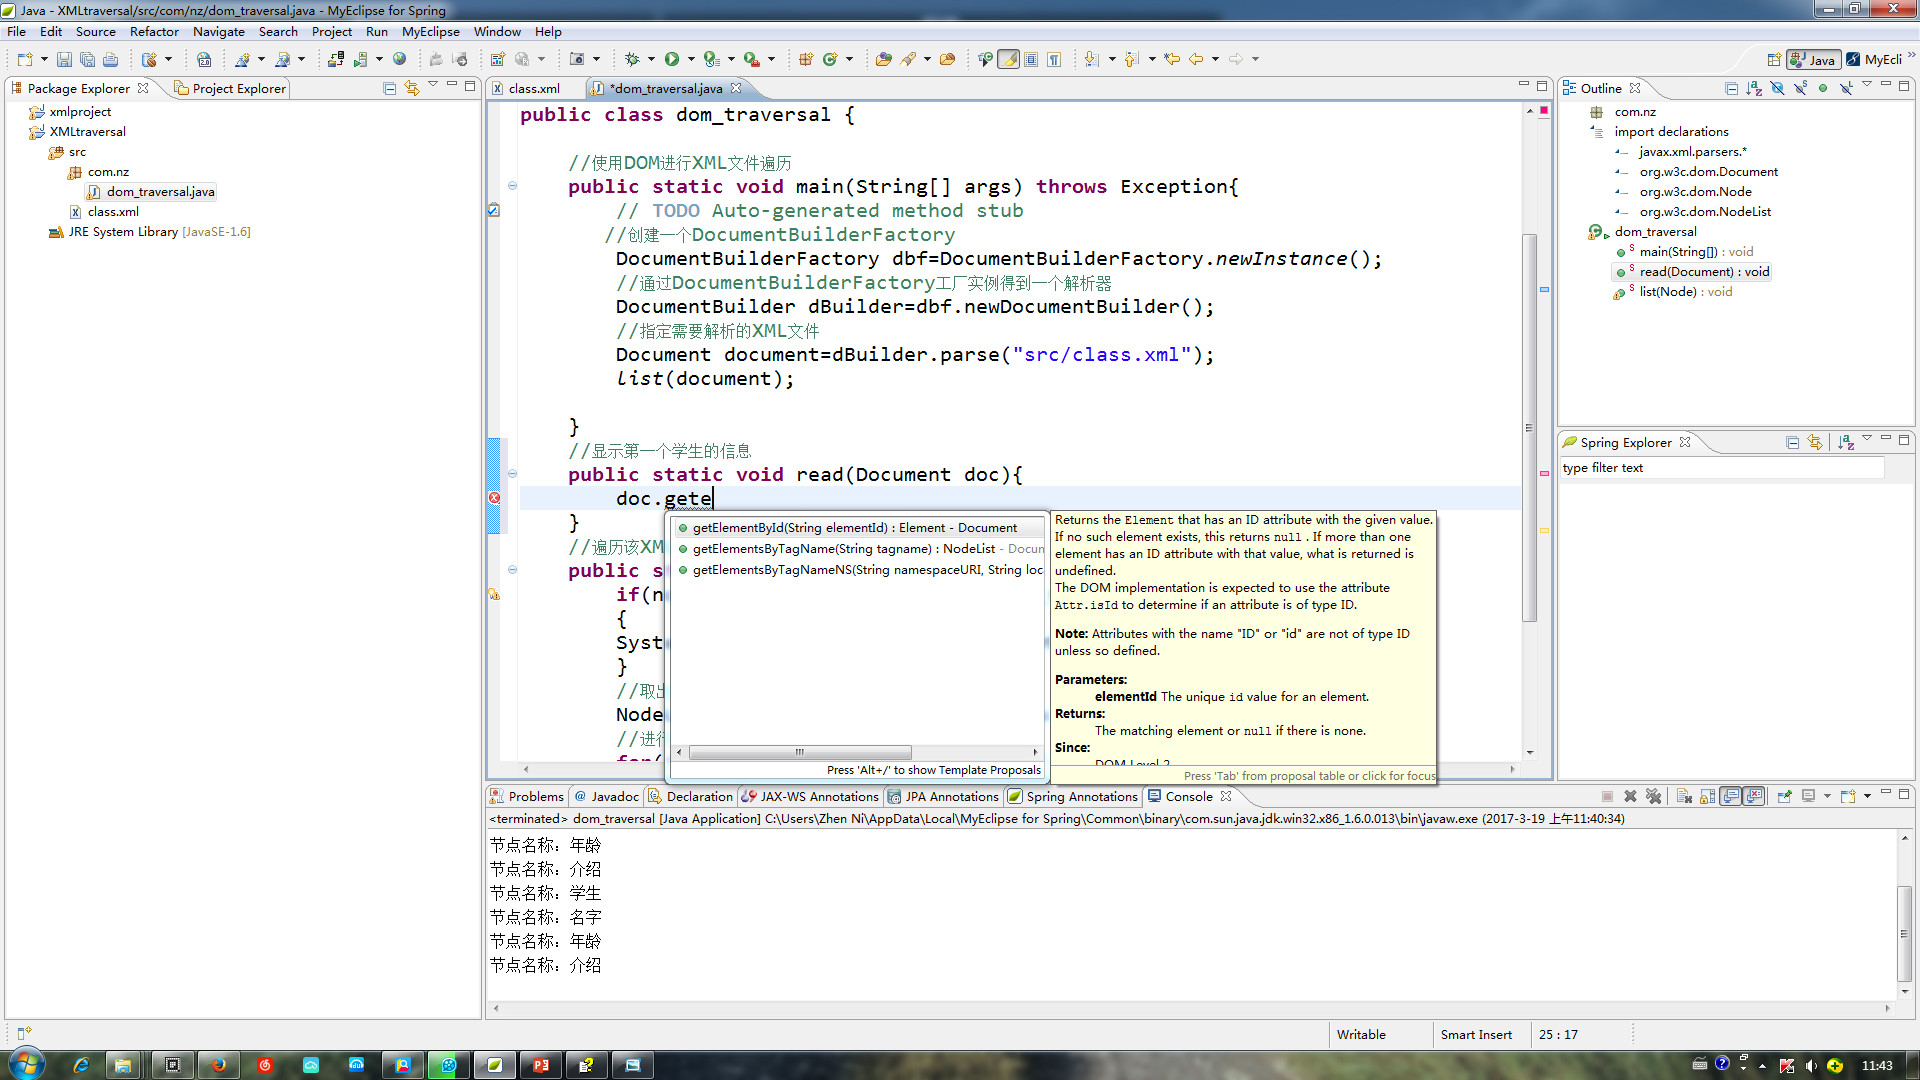 Java - XMLtraversal/src/com/nz/dom_traversal.java - MyEclipse for Spring
File Edit Source Refactor Navigate Search Project Run MyEclipse Window Help
Java MyEcli
Package Explorer Project Explorer
xmlproject
XMLtraversal
src
com.nz
dom_traversal.java
class.xml
JRE System Library [JavaSE-1.6]
class.xml *dom_traversal.java
public class dom_traversal {
//使用DOM进行XML文件遍历
public static void main(String[] args) throws Exception{
// TODO Auto-generated method stub
//创建一个DocumentBuilderFactory
DocumentBuilderFactory dbf=DocumentBuilderFactory.newInstance();
//通过DocumentBuilderFactory工厂实例得到一个解析器
DocumentBuilder dBuilder=dbf.newDocumentBuilder();
//指定需要解析的XML文件
Document document=dBuilder.parse("src/class.xml");
list(document);
}
//显示第一个学生的信息
public static void read(Document doc){
doc.gete
}
//遍历该XM
public s
if(n
{
Syst
}
//取出
Node
//进行
for(
getElementById(String elementId) : Element - Document
getElementsByTagName(String tagname) : NodeList - Docum
getElementsByTagNameNS(String namespaceURI, String loc
Press 'Alt+/' to show Template Proposals
Returns the Element that has an ID attribute with the given value.
If no such element exists, this returns null . If more than one
element has an ID attribute with that value, what is returned is
undefined.
The DOM implementation is expected to use the attribute
Attr.isId to determine if an attribute is of type ID.
Note: Attributes with the name "ID" or "id" are not of type ID
unless so defined.
Parameters:
elementId The unique id value for an element.
Returns:
The matching element or null if there is none.
Since:
DOM Level 2
Press 'Tab' from proposal table or click for focus
Outline
com.nz
import declarations
javax.xml.parsers.*
org.w3c.dom.Document
org.w3c.dom.Node
org.w3c.dom.NodeList
dom_traversal
main(String[]) : void
read(Document) : void
list(Node) : void
Spring Explorer
type filter text
Problems @ Javadoc Declaration JAX-WS Annotations JPA Annotations Spring Annotations Console
<terminated> dom_traversal [Java Application] C:\Users\Zhen Ni\AppData\Local\MyEclipse for Spring\Common\binary\com.sun.java.jdk.win32.x86_1.6.0.013\bin\javaw.exe (2017-3-19 上午11:40:34)
节点名称: 年龄
节点名称: 介绍
节点名称: 学生
节点名称: 名字
节点名称: 年龄
节点名称: 介绍
Writable Smart Insert 25 : 17
11:43